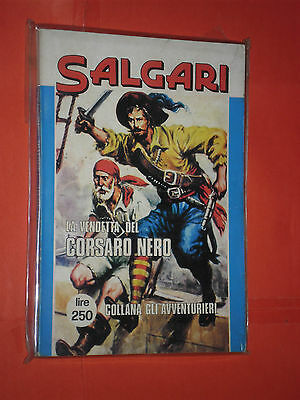 SALGARI
LA VENDETTA DEL
CORSARO NERO
lire
250
COLLANA GLI AVVENTURIERI